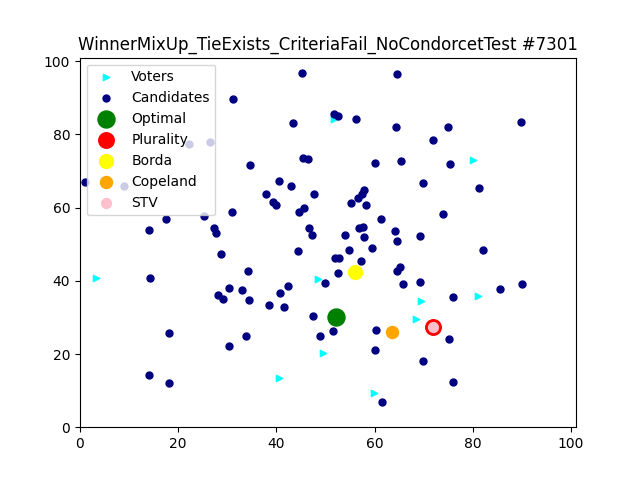 WinnerMixUp_TieExists_CriteriaFail_NoCondorcetTest #7301
100
80
60
40
20
0
Voters
Candidates
Optimal
Plurality
Borda
Copeland
STV
0 20 40 60 80 100